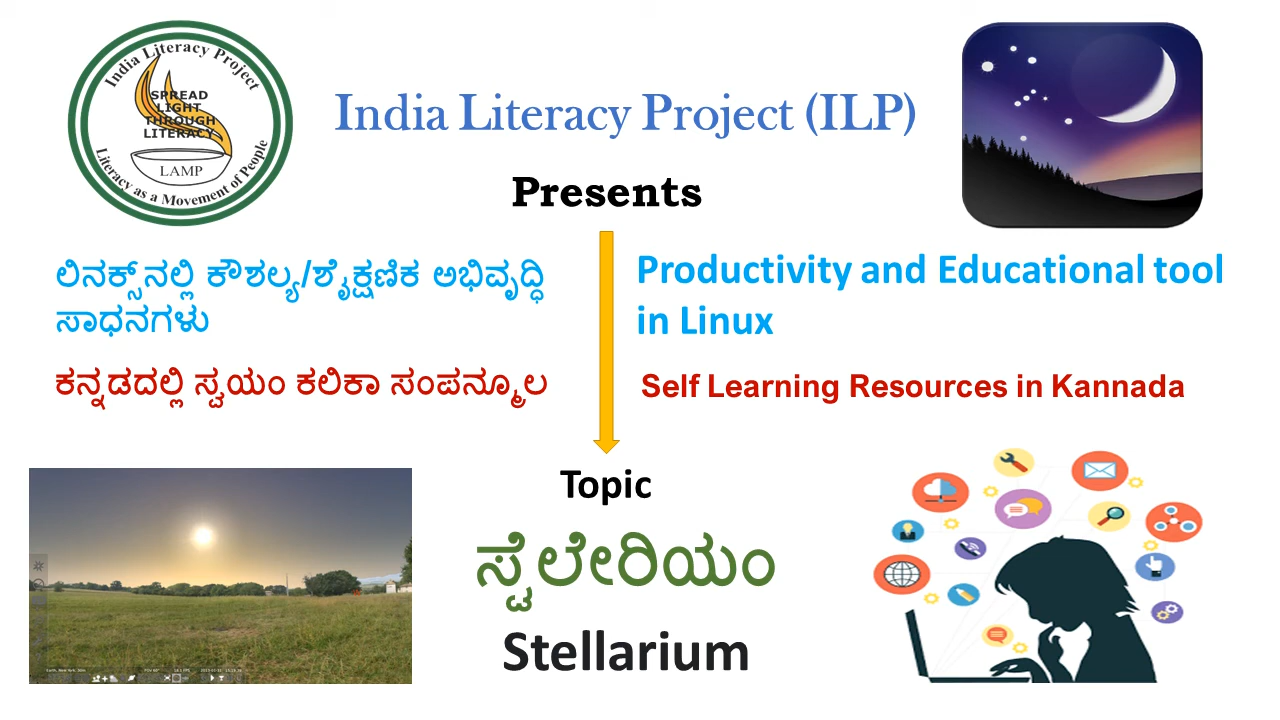 India Literacy Project
SPREAD
LIGHT
THROUGH
LITERACY
LAMP
Literacy as a Movement of People
India Literacy Project (ILP)
Presents
ಲಿನಕ್ಸ್‌ನಲ್ಲಿ ಕೌಶಲ್ಯ/ಶೈಕ್ಷಣಿಕ ಅಭಿವೃದ್ಧಿ
ಸಾಧನಗಳು
ಕನ್ನಡದಲ್ಲಿ ಸ್ವಯಂ ಕಲಿಕಾ ಸಂಪನ್ಮೂಲ
Productivity and Educational tool
in Linux
Self Learning Resources in Kannada
Topic
ಸ್ಟೆಲೇರಿಯಂ
Stellarium